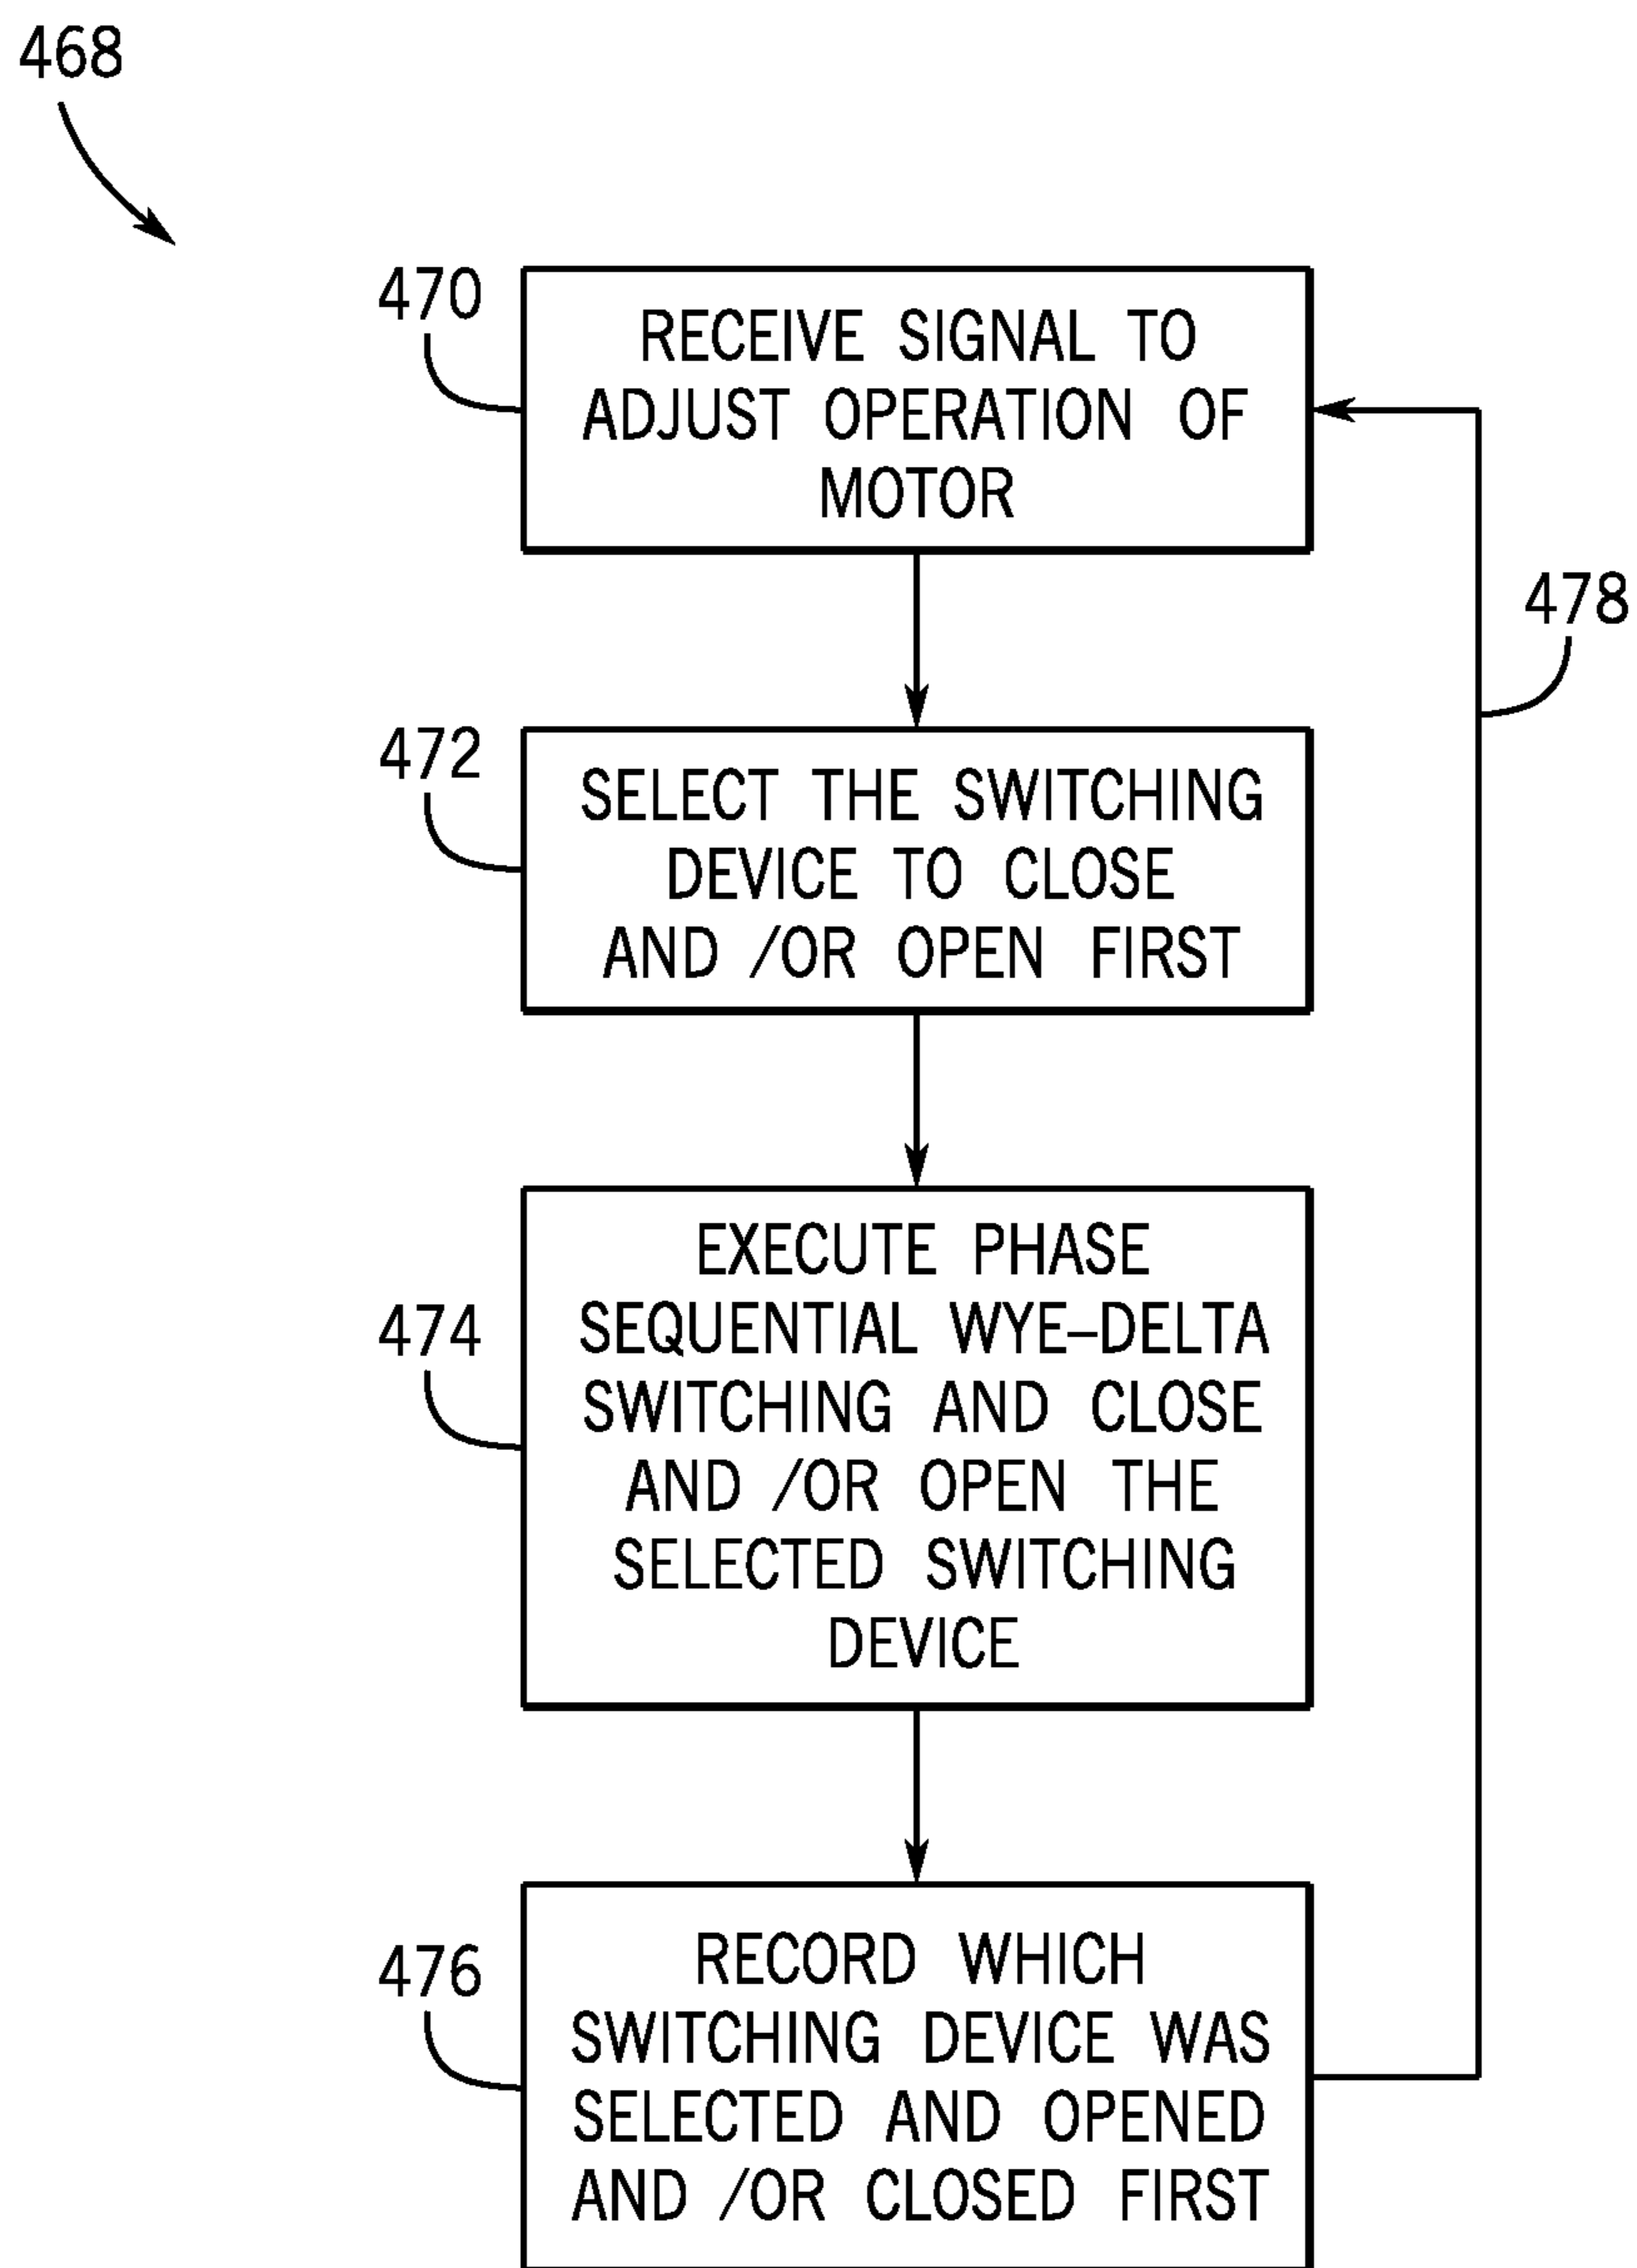 468
470
RECEIVE SIGNAL TO
ADJUST OPERATION OF
MOTOR
478
472
SELECT THE SWITCHING
DEVICE TO CLOSE
AND /OR OPEN FIRST
474
EXECUTE PHASE
SEQUENTIAL WYE–DELTA
SWITCHING AND CLOSE
AND /OR OPEN THE
SELECTED SWITCHING
DEVICE
476
RECORD WHICH
SWITCHING DEVICE WAS
SELECTED AND OPENED
AND /OR CLOSED FIRST